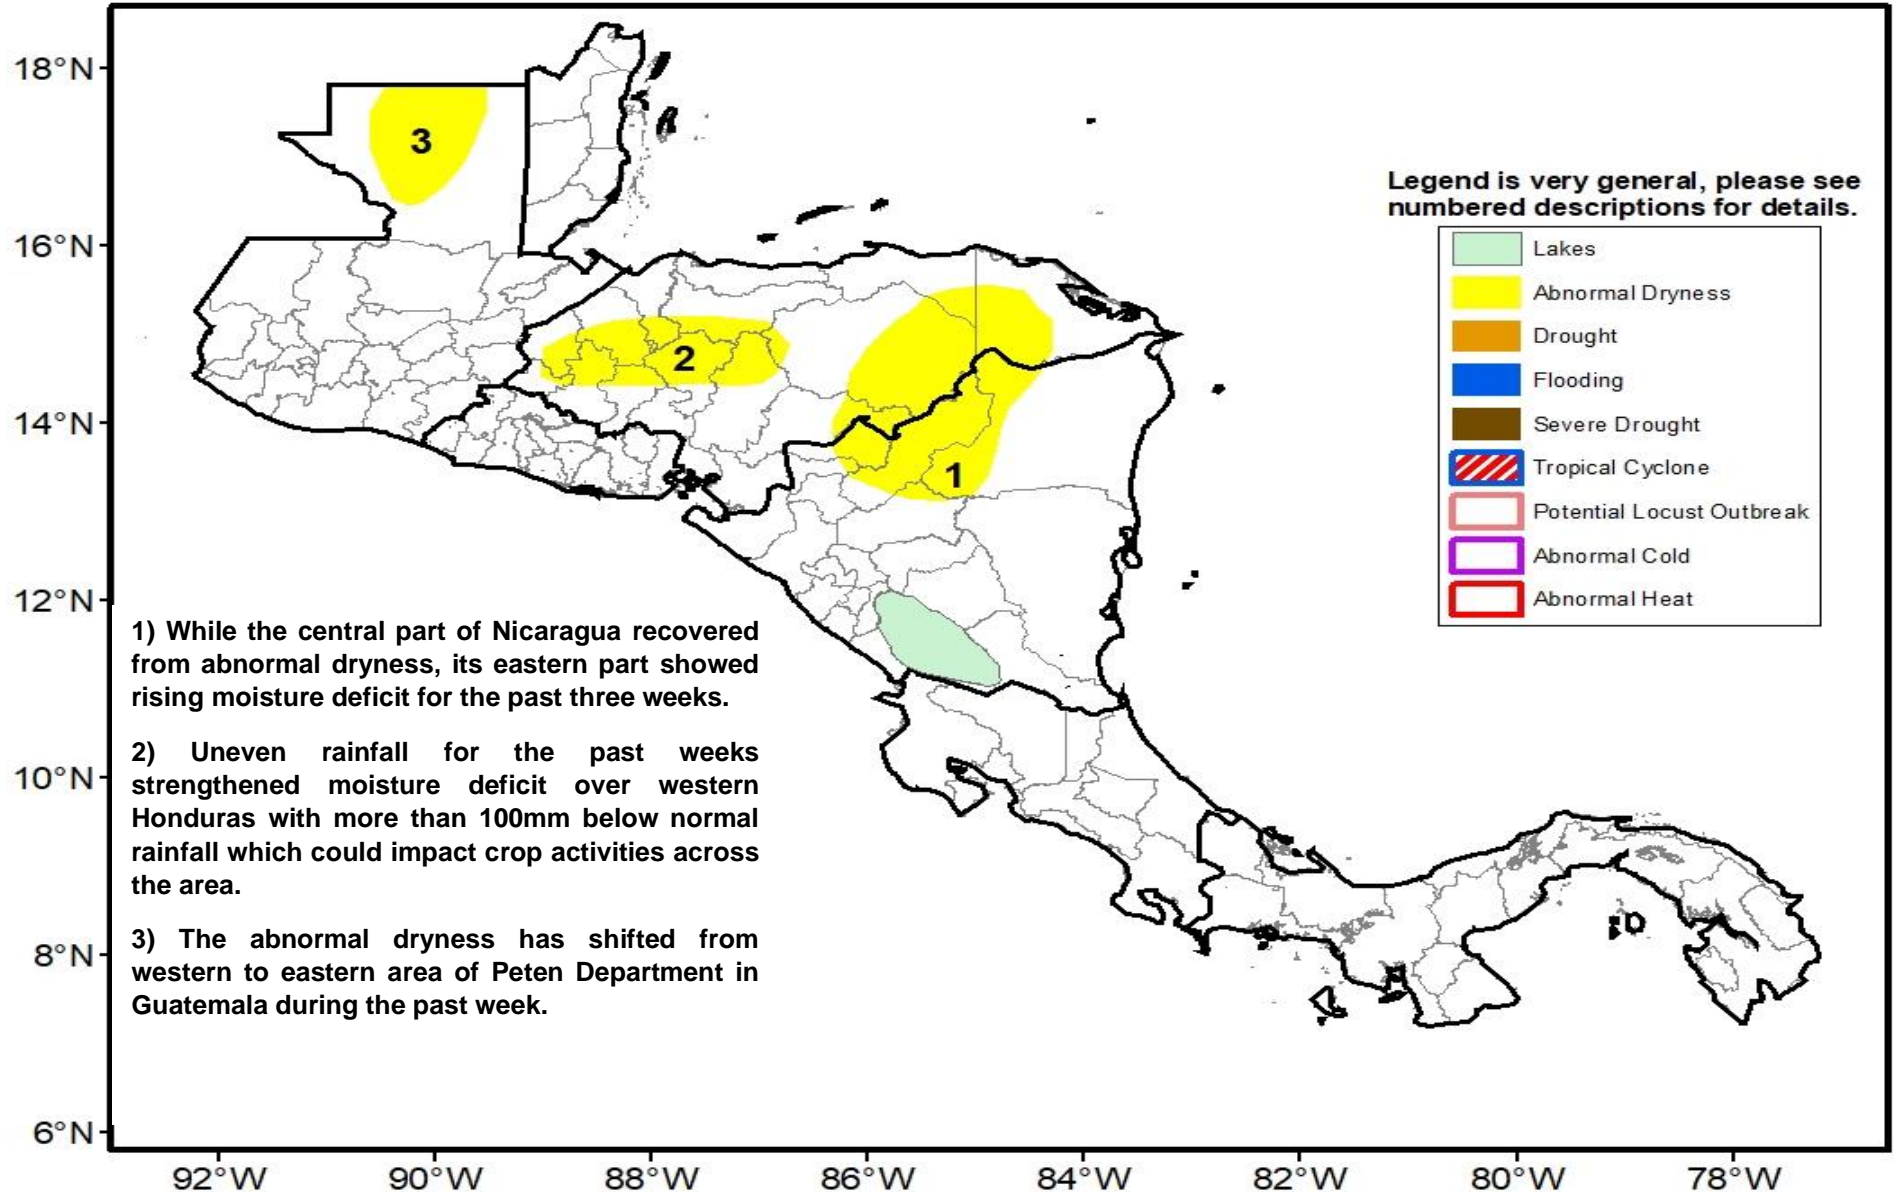 18°N
16°N
14°N
12°N
10°N
8°N
6°N
3
2
1
Legend is very general, please see
numbered descriptions for details.
Lakes
Abnormal Dryness
Drought
Flooding
Severe Drought
Tropical Cyclone
Potential Locust Outbreak
Abnormal Cold
Abnormal Heat
1) While the central part of Nicaragua recovered
from abnormal dryness, its eastern part showed
rising moisture deficit for the past three weeks.
2) Uneven rainfall for the past weeks
strengthened moisture deficit over western
Honduras with more than 100mm below normal
rainfall which could impact crop activities across
the area.
3) The abnormal dryness has shifted from
western to eastern area of Peten Department in
Guatemala during the past week.
92°W 90°W 88°W 86°W 84°W 82°W 80°W 78°W